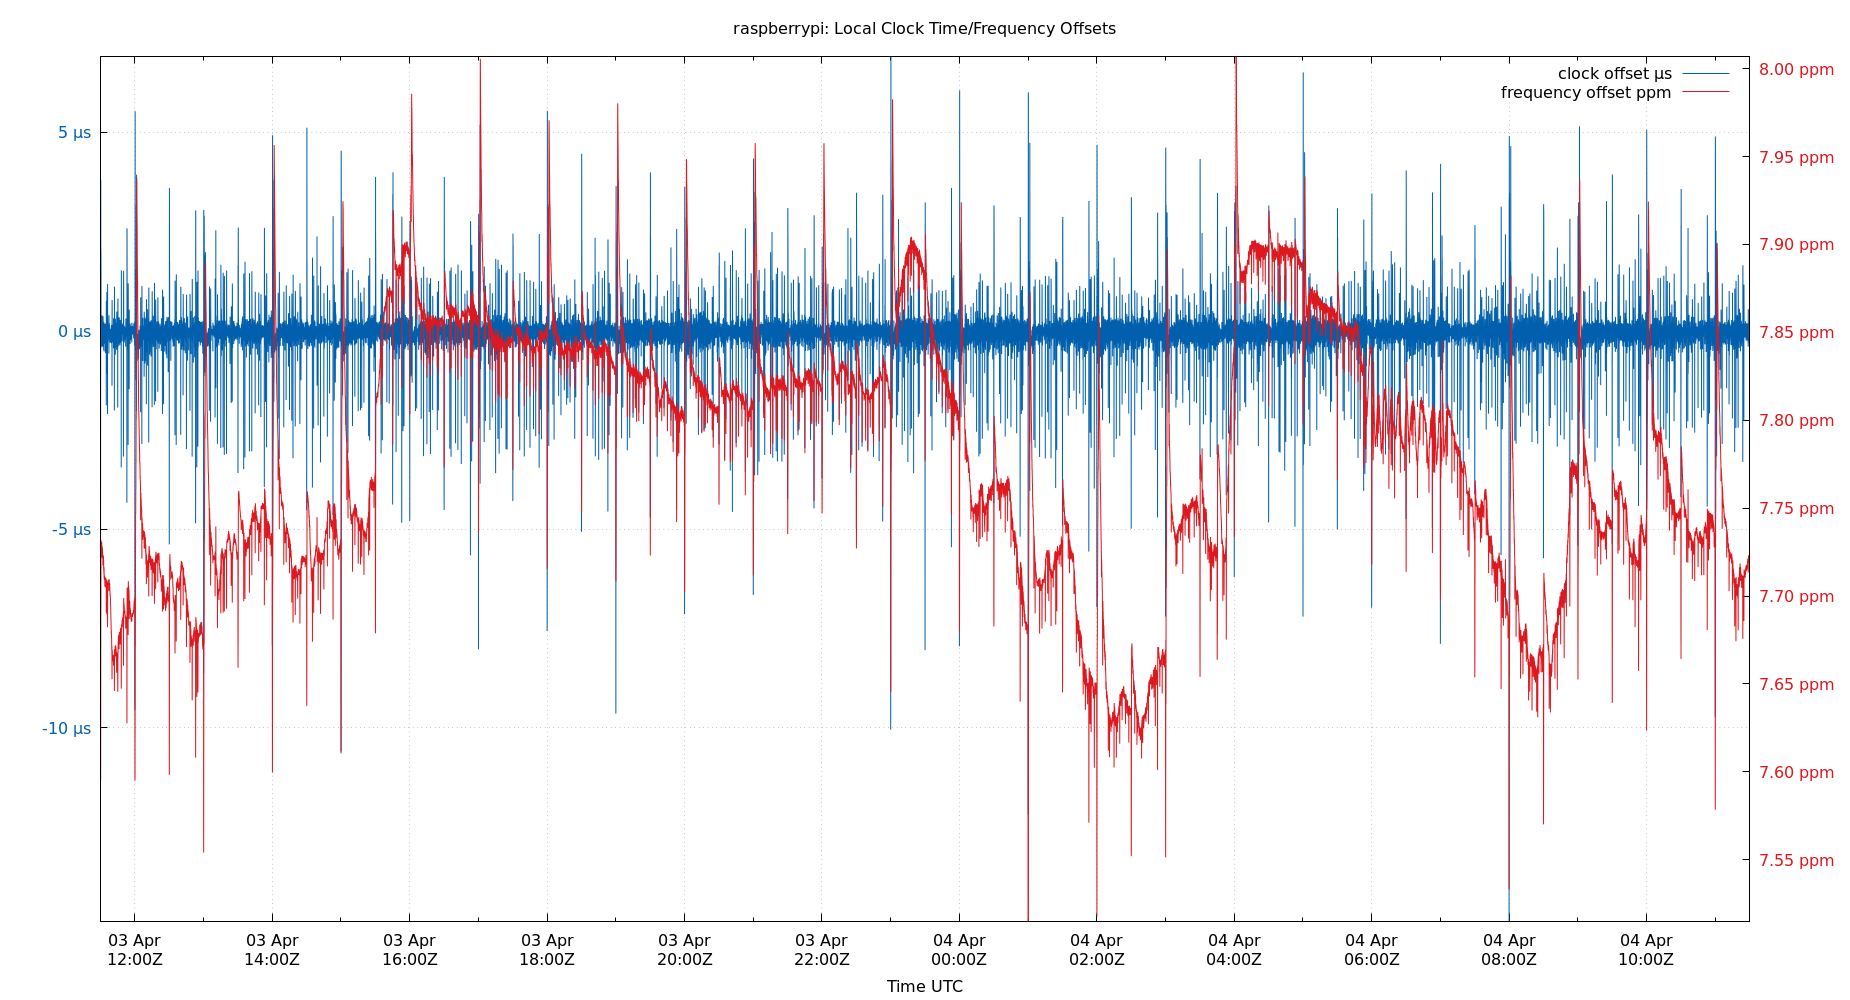 raspberrypi: Local Clock Time/Frequency Offsets
clock offset µs
frequency offset ppm
5 µs
0 µs
-5 µs
-10 µs
8.00 ppm
7.95 ppm
7.90 ppm
7.85 ppm
7.80 ppm
7.75 ppm
7.70 ppm
7.65 ppm
7.60 ppm
7.55 ppm
03 Apr 03 Apr 03 Apr 03 Apr 03 Apr 03 Apr 04 Apr 04 Apr 04 Apr 04 Apr 04 Apr 04 Apr
12:00Z 14:00Z 16:00Z 18:00Z 20:00Z 22:00Z 00:00Z 02:00Z 04:00Z 06:00Z 08:00Z 10:00Z
Time UTC